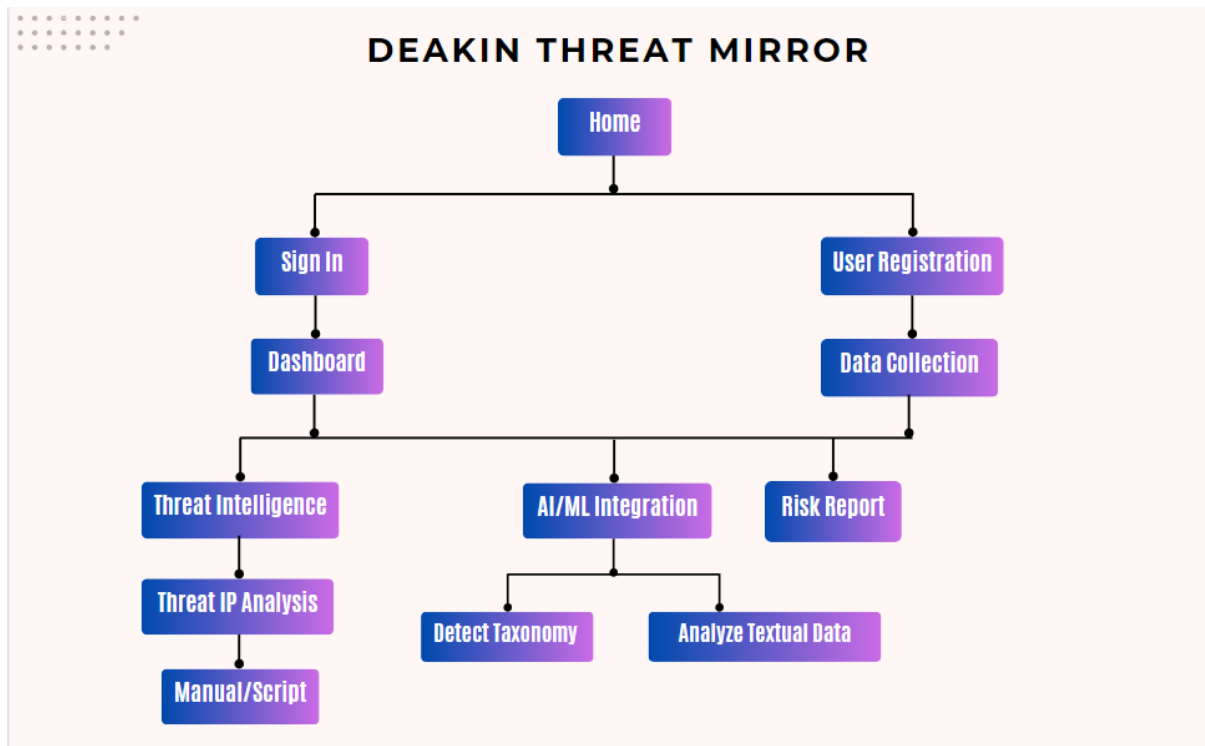 DEAKIN THREAT MIRROR
Home
Sign In
User Registration
Dashboard
Data Collection
Threat Intelligence
AI/ML Integration
Risk Report
Threat IP Analysis
Detect Taxonomy
Analyze Textual Data
Manual/Script